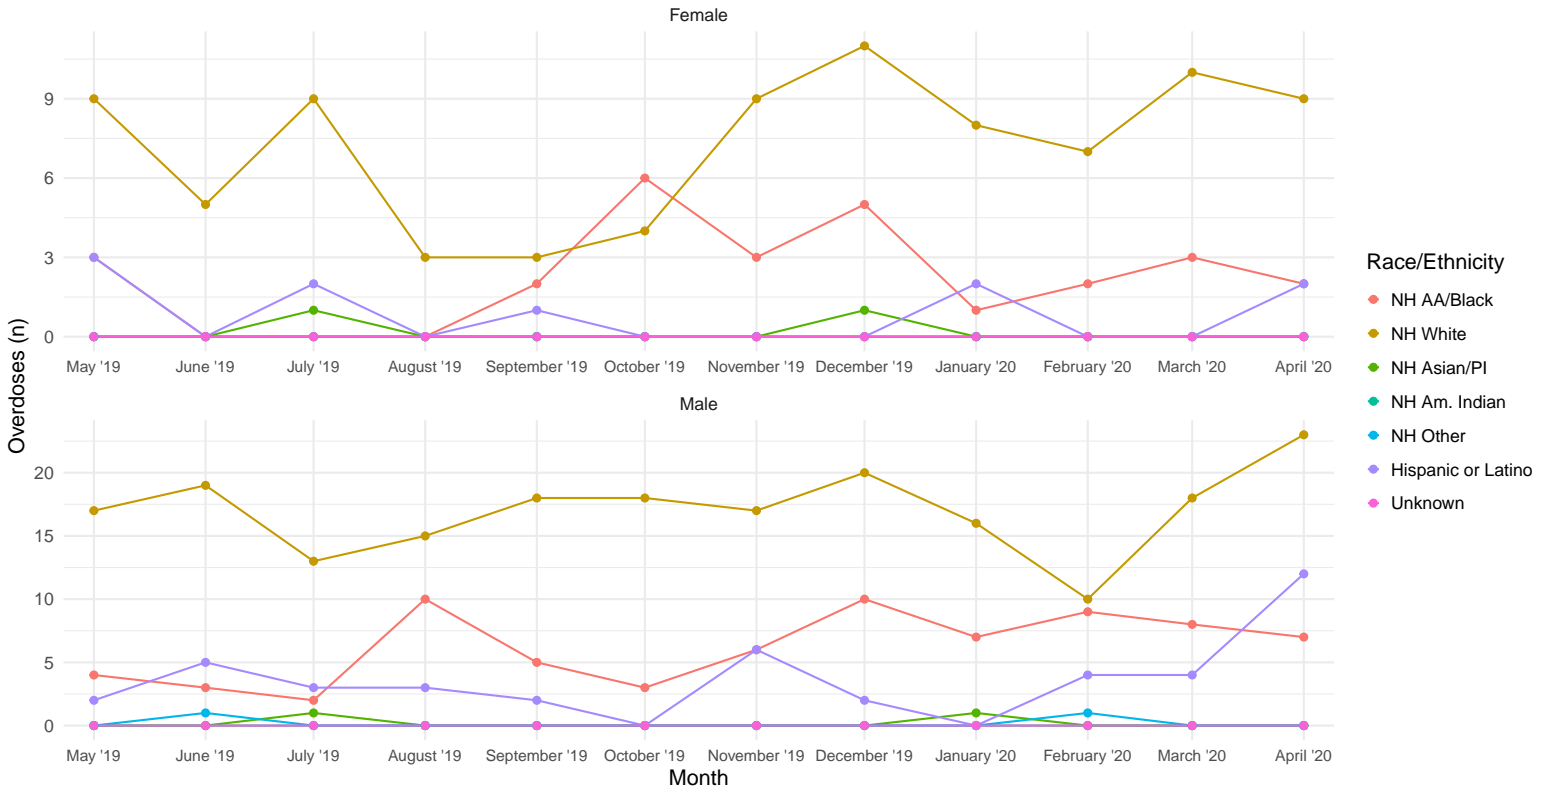 Female
9
6
3
0
May '19 June '19 July '19 August '19 September '19 October '19 November '19 December '19 January '20 February '20 March '20 April '20
Male
20
15
10
5
0
May '19 June '19 July '19 August '19 September '19 October '19 November '19 December '19 January '20 February '20 March '20 April '20
Month
Overdoses (n)
Race/Ethnicity
NH AA/Black
NH White
NH Asian/PI
NH Am. Indian
NH Other
Hispanic or Latino
Unknown